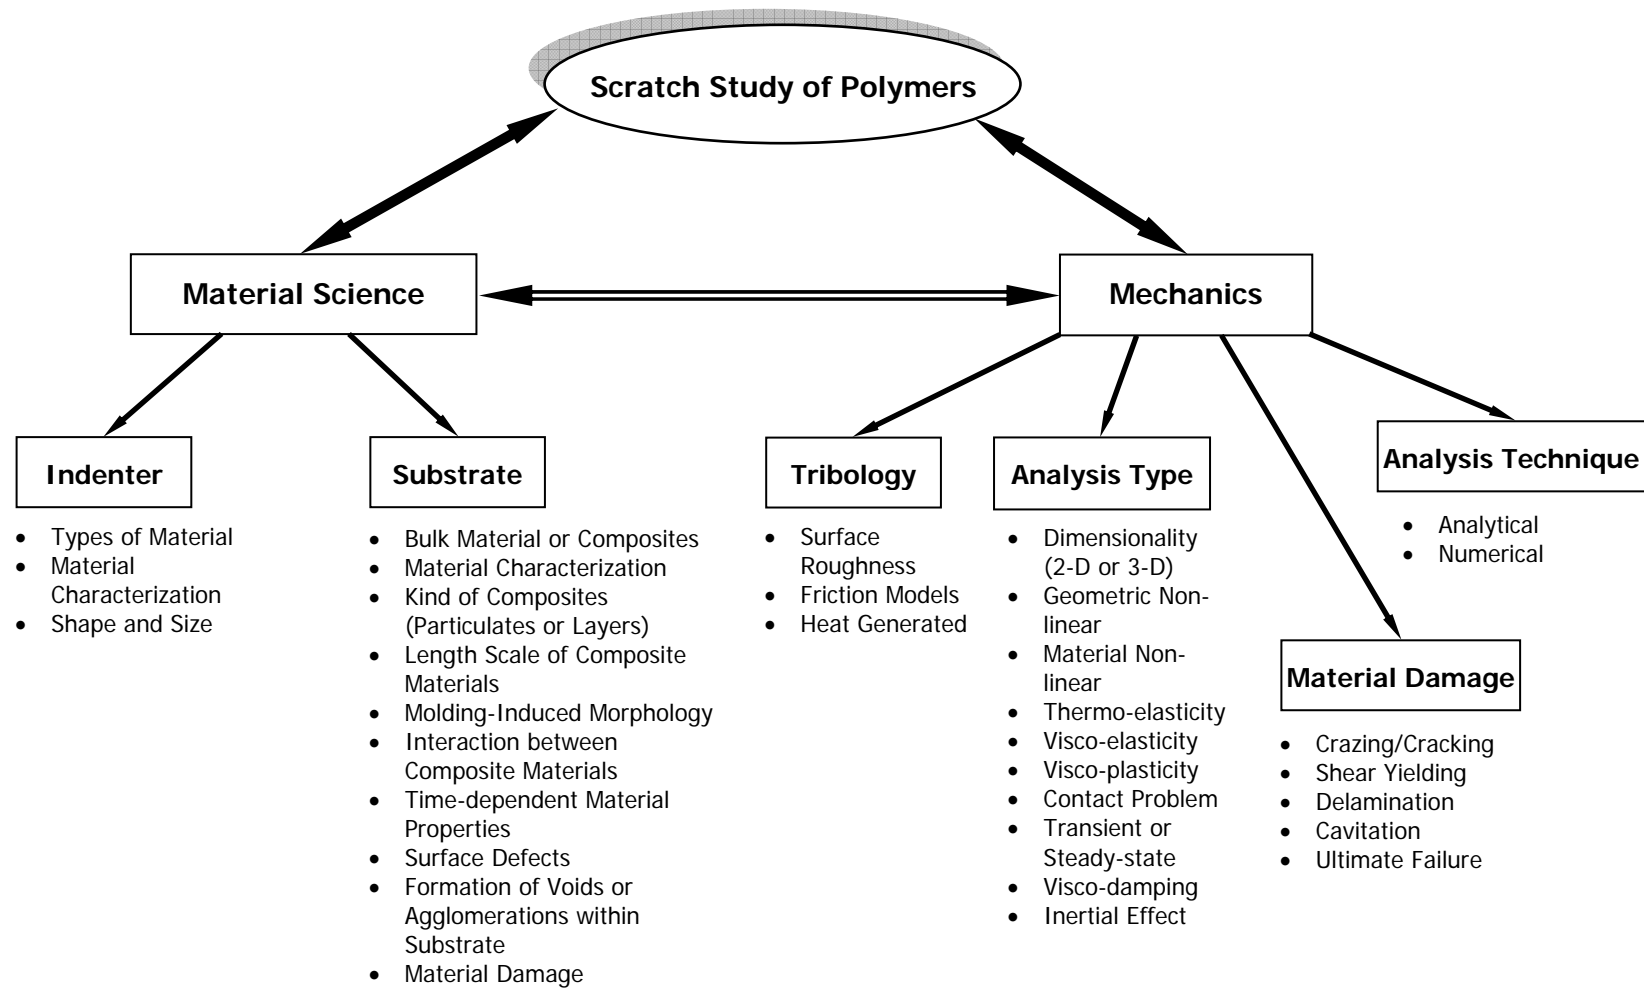 Scratch Study of Polymers
Material Science
Mechanics
Indenter
• Types of Material
• Material
Characterization
• Shape and Size
Substrate
• Bulk Material or Composites
• Material Characterization
• Kind of Composites
(Particulates or Layers)
• Length Scale of Composite
Materials
• Molding-Induced Morphology
• Interaction between
Composite Materials
• Time-dependent Material
Properties
• Surface Defects
• Formation of Voids or
Agglomerations within
Substrate
• Material Damage
Tribology
• Surface
Roughness
• Friction Models
• Heat Generated
Analysis Type
• Dimensionality
(2-D or 3-D)
• Geometric Non-
linear
• Material Non-
linear
• Thermo-elasticity
• Visco-elasticity
• Visco-plasticity
• Contact Problem
• Transient or
Steady-state
• Visco-damping
• Inertial Effect
Analysis Technique
• Analytical
• Numerical
Material Damage
• Crazing/Cracking
• Shear Yielding
• Delamination
• Cavitation
• Ultimate Failure